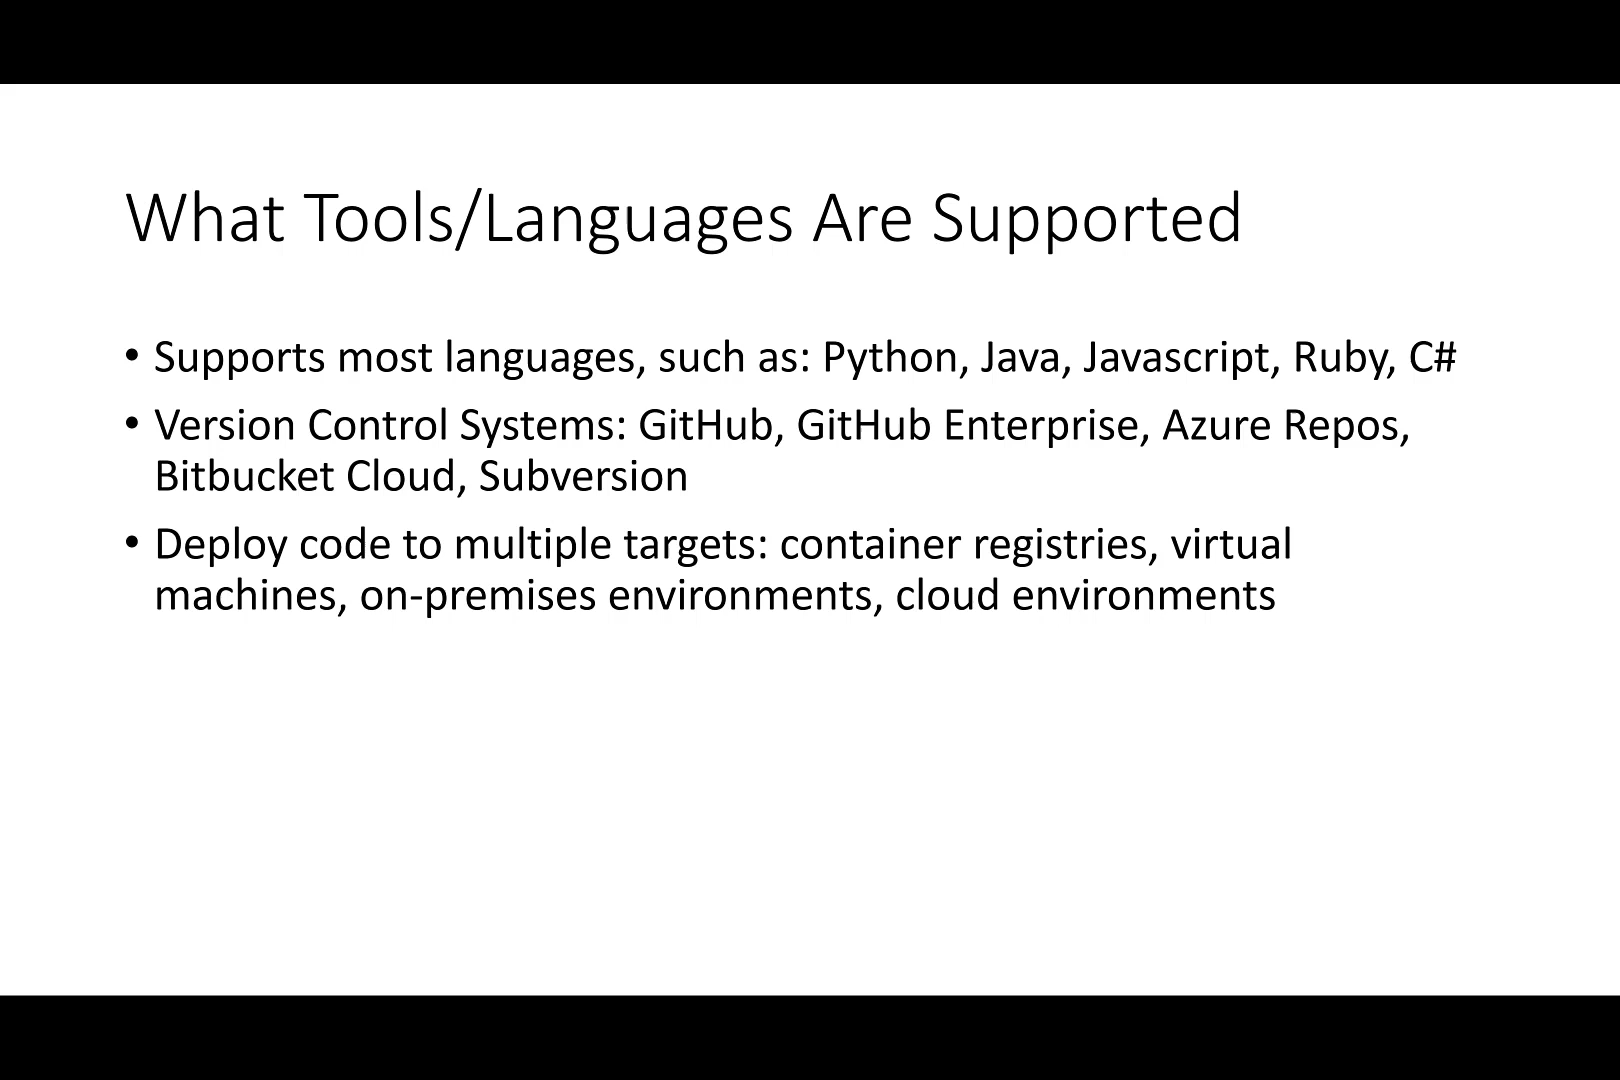 What Tools/Languages Are Supported
• Supports most languages, such as: Python, Java, Javascript, Ruby, C#
• Version Control Systems: GitHub, GitHub Enterprise, Azure Repos,
Bitbucket Cloud, Subversion
• Deploy code to multiple targets: container registries, virtual
machines, on-premises environments, cloud environments